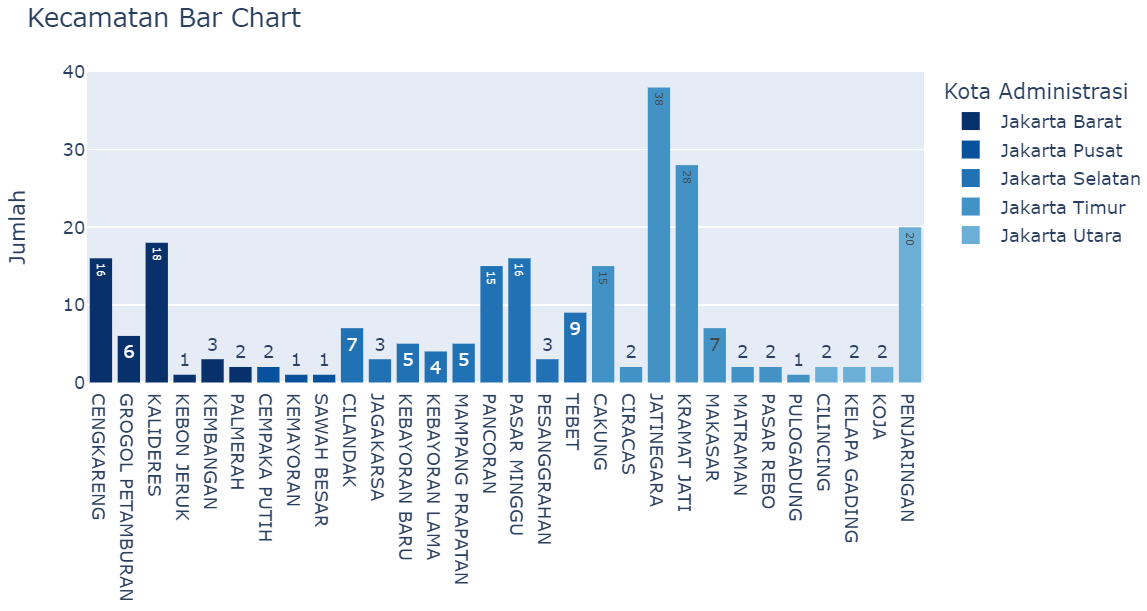 Kecamatan Bar Chart
Kota Administrasi
Jakarta Barat
Jakarta Pusat
Jakarta Selatan
Jakarta Timur
Jakarta Utara
Jumlah
40
30
20
10
0
16
6
18
1
3
2
2
1
1
7
3
5
4
5
15
16
3
9
15
2
38
28
7
2
2
1
2
2
2
20
CENGKARENG
GROGOL PETAMBURAN
KALIDERES
KEBON JERUK
KEMBANGAN
PALMERAH
CEMPAKA PUTIH
KEMAYORAN
SAWAH BESAR
CILANDAK
JAGAKARSA
KEBAYORAN BARU
KEBAYORAN LAMA
MAMPANG PRAPATAN
PANCORAN
PASAR MINGGU
PESANGGRAHAN
TEBET
CAKUNG
CIRACAS
JATINEGARA
KRAMAT JATI
MAKASAR
MATRAMAN
PASAR REBO
PULOGADUNG
CILINCING
KELAPA GADING
KOJA
PENJARINGAN